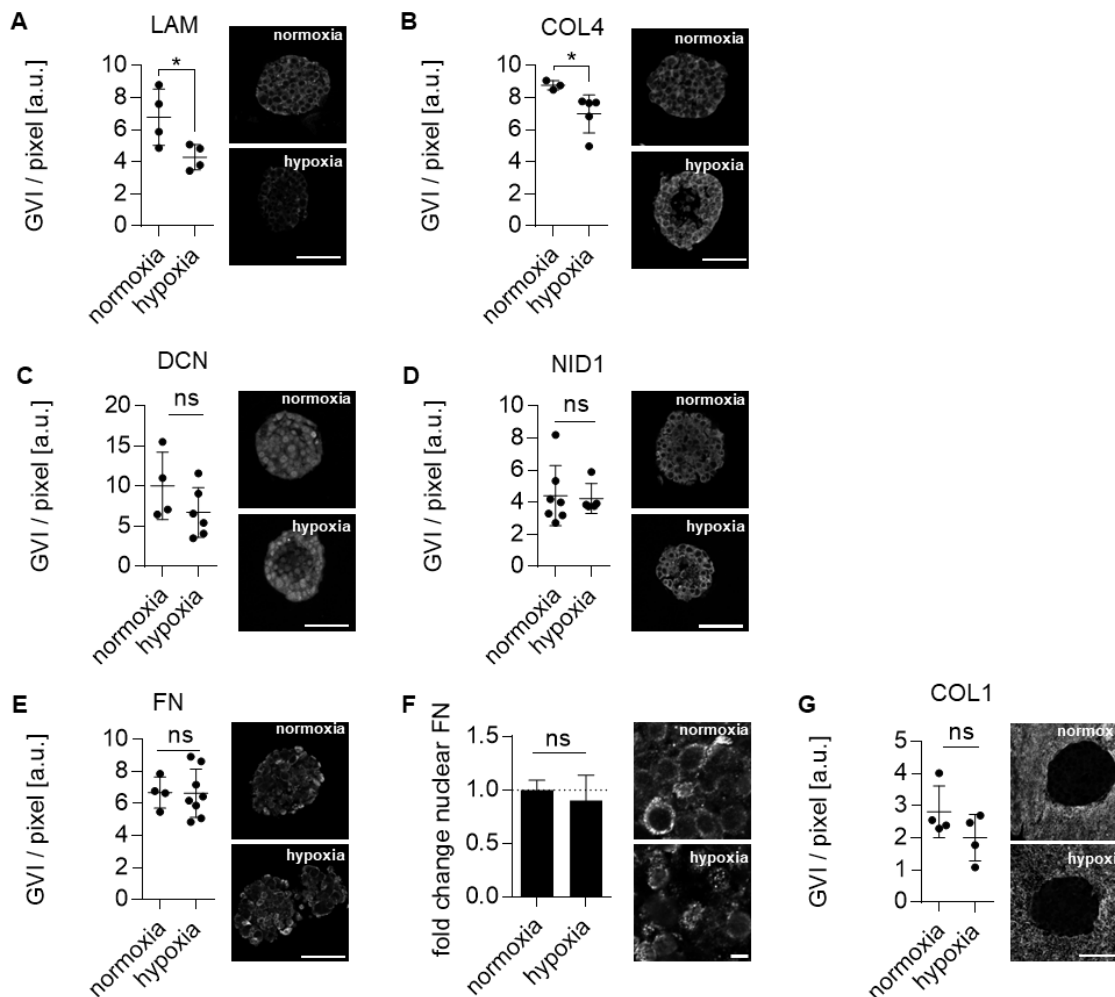 A
LAM
GVI / pixel [a.u.]
10
8
6
4
2
0
*
normoxia
hypoxia
normoxia
hypoxia
B
COL4
GVI / pixel [a.u.]
10
8
6
4
2
0
*
normoxia
hypoxia
normoxia
hypoxia
C
DCN
GVI / pixel [a.u.]
20
15
10
5
0
ns
normoxia
hypoxia
normoxia
hypoxia
D
NID1
GVI / pixel [a.u.]
10
8
6
4
2
0
ns
normoxia
hypoxia
normoxia
hypoxia
E
FN
GVI / pixel [a.u.]
10
8
6
4
2
0
ns
normoxia
hypoxia
normoxia
hypoxia
F
fold change nuclear FN
1.5
1.0
0.5
0.0
ns
normoxia
hypoxia
normoxia
hypoxia
G
COL1
GVI / pixel [a.u.]
5
4
3
2
1
0
ns
normoxia
hypoxia
normoxi
hypoxi